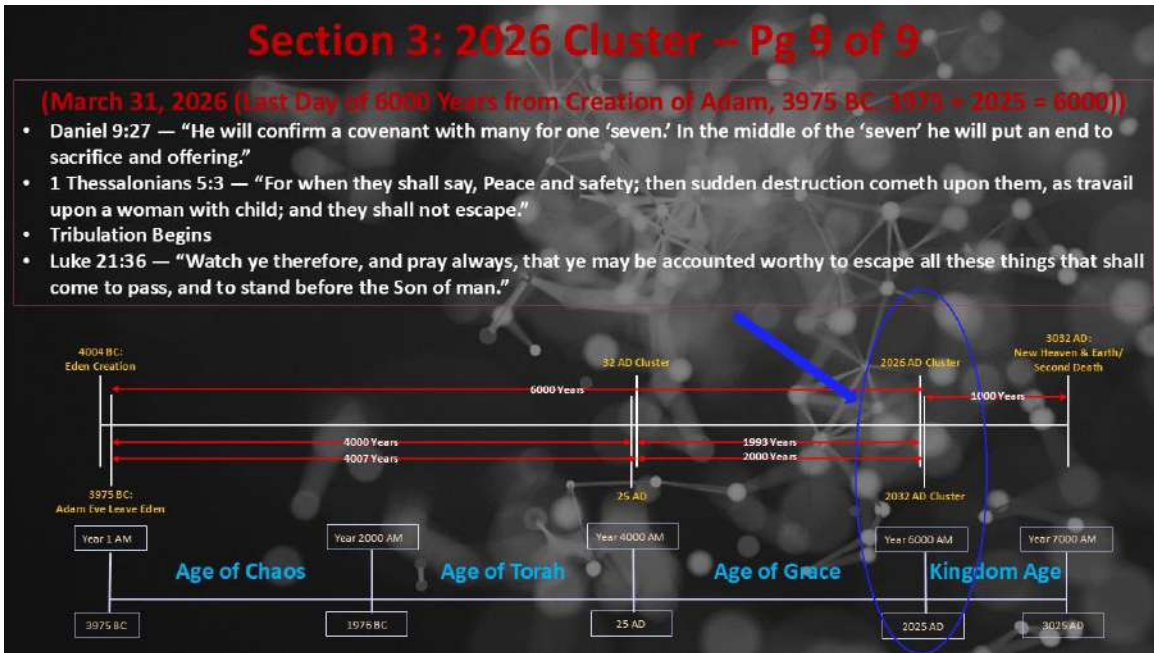 Section 3: 2026 Cluster – Pg 9 of 9
(March 31, 2026 (Last Day of 6000 Years from Creation of Adam, 3975 BC. 3975 + 2025 = 6000))
• Daniel 9:27 — “He will confirm a covenant with many for one ‘seven.’ In the middle of the ‘seven’ he will put an end to
sacrifice and offering.”
• 1 Thessalonians 5:3 — “For when they shall say, Peace and safety; then sudden destruction cometh upon them, as travail
upon a woman with child; and they shall not escape.”
• Tribulation Begins
• Luke 21:36 — “Watch ye therefore, and pray always, that ye may be accounted worthy to escape all these things that shall
come to pass, and to stand before the Son of man.”
4004 BC:
Eden Creation
32 AD Cluster
2026 AD Cluster
3032 AD:
New Heaven & Earth/
Second Death
6000 Years
1000 Years
4000 Years
1993 Years
4007 Years
2000 Years
3975 BC:
Adam Eve Leave Eden
25 AD
2032 AD Cluster
Year 1 AM
Year 2000 AM
Year 4000 AM
Year 6000 AM
Year 7000 AM
Age of Chaos
Age of Torah
Age of Grace
Kingdom Age
3975 BC
1976 BC
25 AD
2025 AD
3025 AD